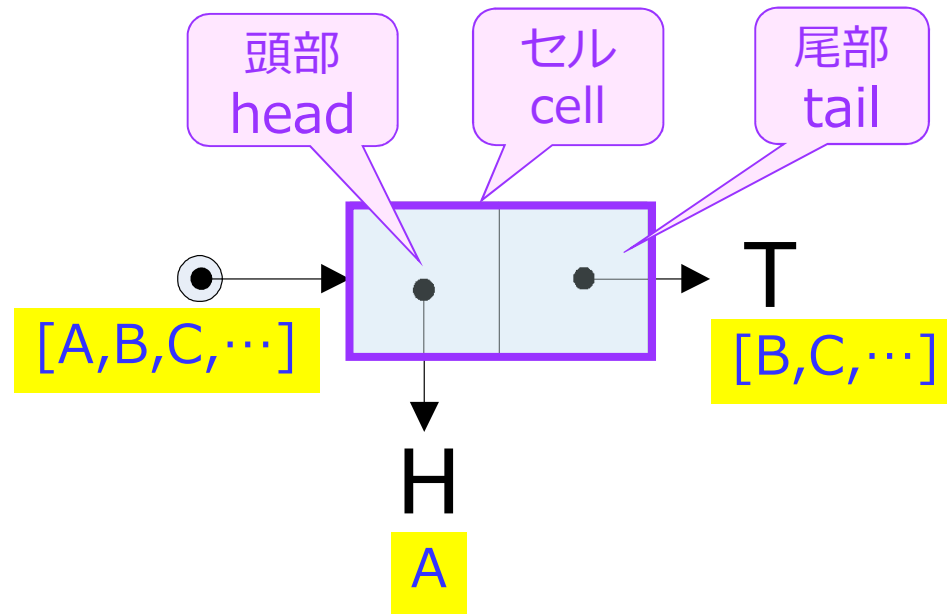 頭部
head
セル
cell
尾部
tail
[A,B,C,…]
T
[B,C,…]
H
A